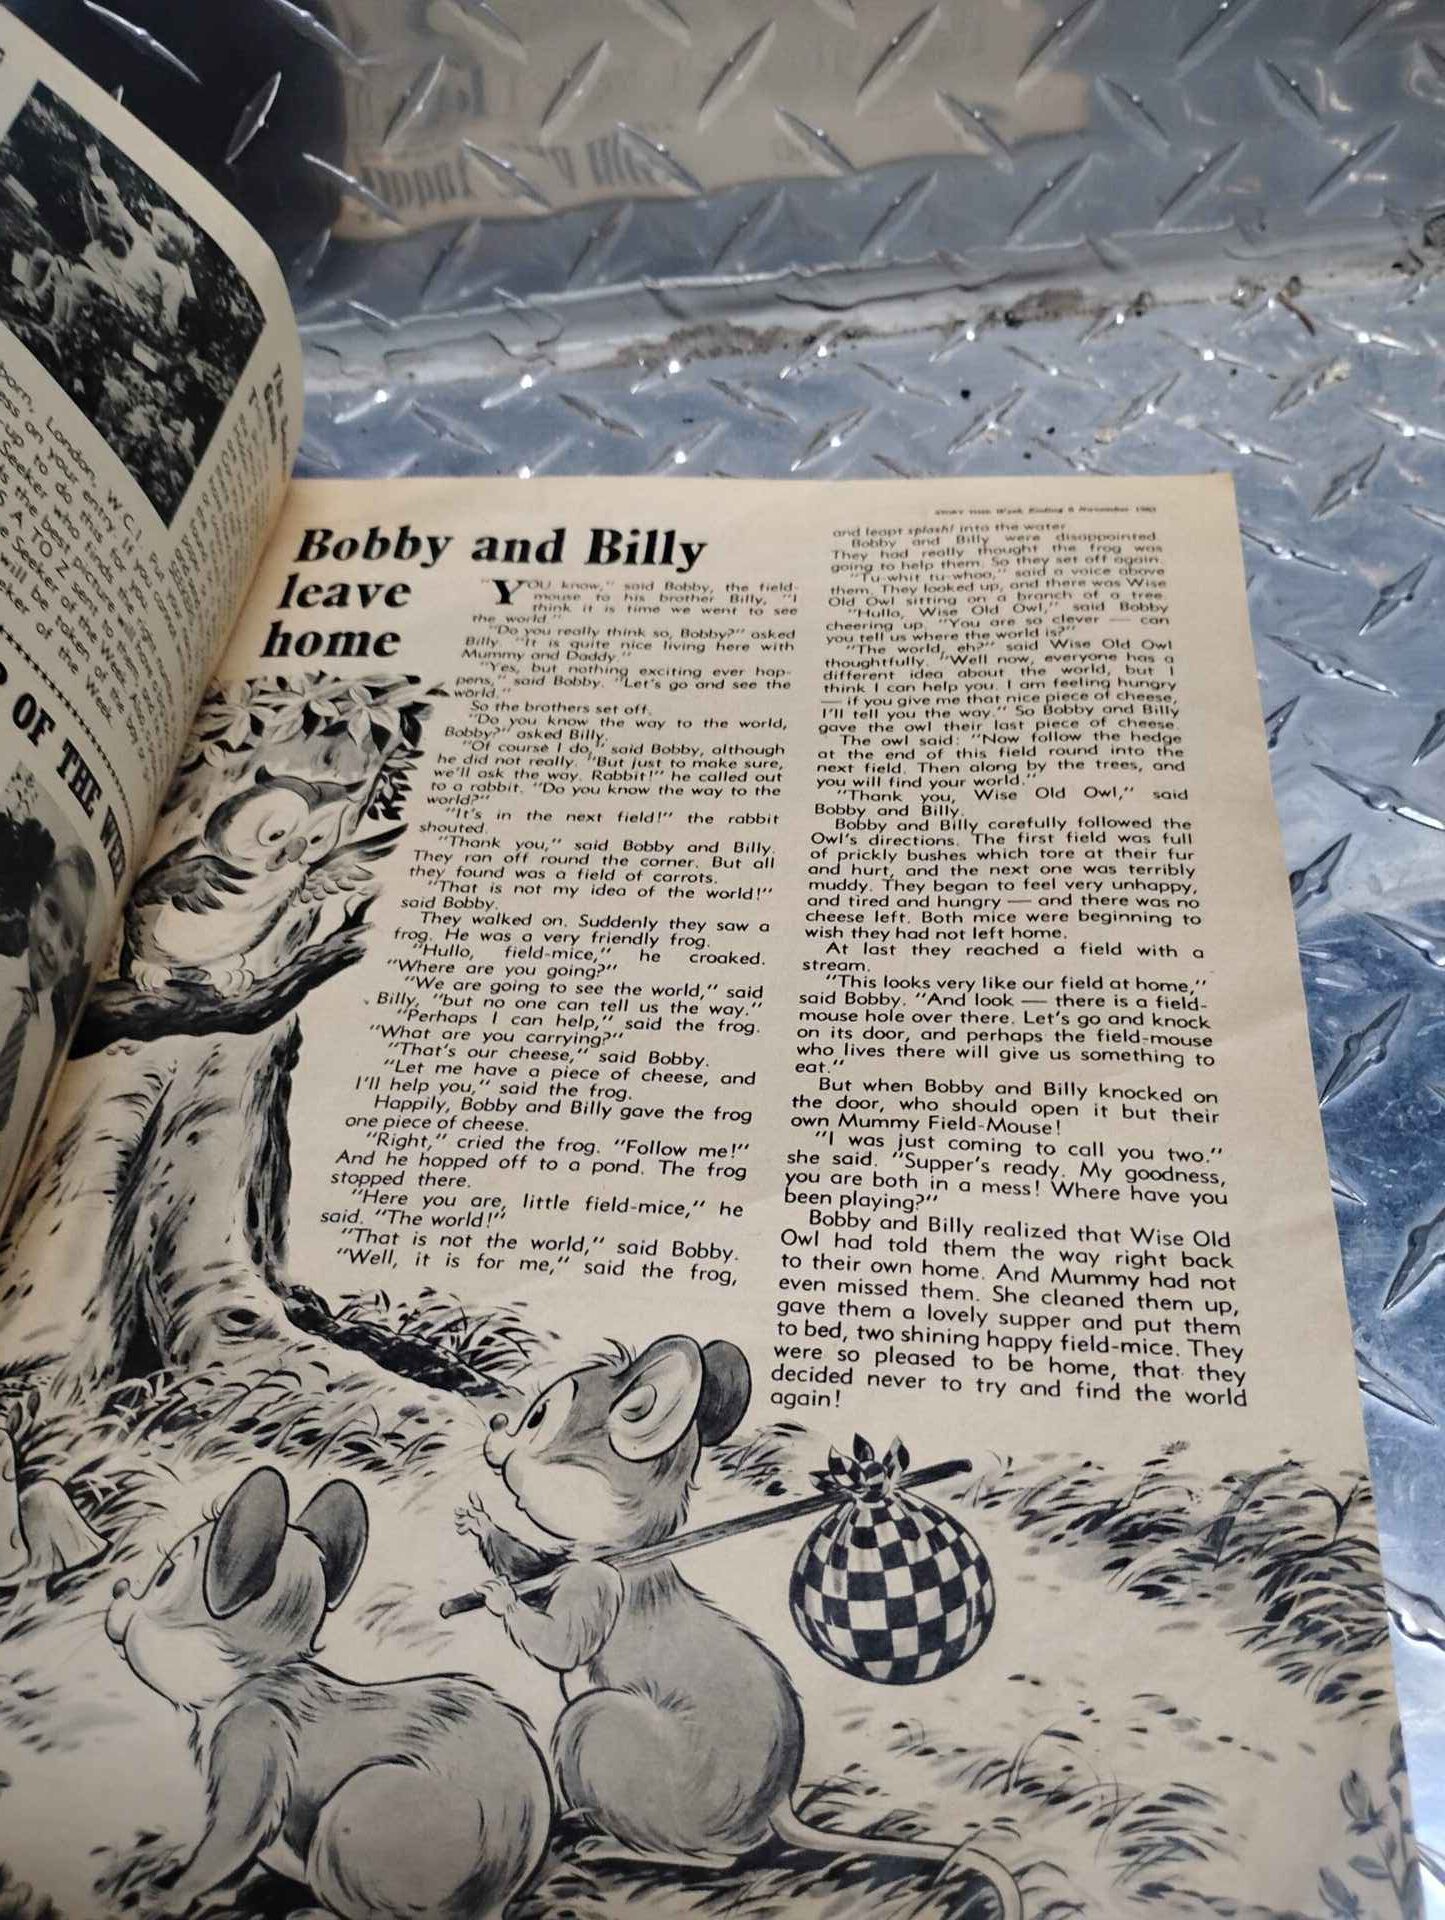 born, London, W.C.1. Put
OF THE WEEK
STORY TIME Week Ending 6 November 1965
Bobby and Billy
leave
home
"YOU know," said Bobby, the field-
mouse to his brother Billy, "I
think it is time we went to see
the world."
"Do you really think so, Bobby?" asked
Billy. "It is quite nice living here with
Mummy and Daddy."
"Yes, but nothing exciting ever hap-
pens," said Bobby. "Let's go and see the
world."
So the brothers set off.
"Do you know the way to the world,
Bobby?" asked Billy.
"Of course I do," said Bobby, although
he did not really. "But just to make sure,
we'll ask the way. Rabbit!" he called out
to a rabbit. "Do you know the way to the
world?"
"It's in the next field!" the rabbit
shouted.
"Thank you," said Bobby and Billy.
They ran off round the corner. But all
they found was a field of carrots.
"That is not my idea of the world!"
said Bobby.
They walked on. Suddenly they saw a
frog. He was a very friendly frog.
"Hullo, field-mice," he croaked.
"Where are you going?"
"We are going to see the world," said
Billy, "but no one can tell us the way."
"Perhaps I can help," said the frog.
"What are you carrying?"
"That's our cheese," said Bobby.
"Let me have a piece of cheese, and
I'll help you," said the frog.
Happily, Bobby and Billy gave the frog
one piece of cheese.
"Right," cried the frog. "Follow me!"
And he hopped off to a pond. The frog
stopped there.
"Here you are, little field-mice," he
said. "The world!"
"That is not the world," said Bobby.
"Well, it is for me," said the frog,
and leapt splash! into the water.
Bobby and Billy were disappointed.
They had really thought the frog was
going to help them. So they set off again.
"Tu-whit tu-whoo," said a voice above
them. They looked up, and there was Wise
Old Owl sitting on a branch of a tree.
"Hullo, Wise Old Owl," said Bobby
cheering up. "You are so clever — can
you tell us where the world is?"
"The world, eh?" said Wise Old Owl
thoughtfully. "Well now, everyone has a
different idea about the world, but I
think I can help you. I am feeling hungry
— if you give me that nice piece of cheese,
I'll tell you the way." So Bobby and Billy
gave the owl their last piece of cheese.
The owl said: "Now follow the hedge
at the end of this field round into the
next field. Then along by the trees, and
you will find your world."
"Thank you, Wise Old Owl," said
Bobby and Billy.
Bobby and Billy carefully followed the
Owl's directions. The first field was full
of prickly bushes which tore at their fur
and hurt, and the next one was terribly
muddy. They began to feel very unhappy,
and tired and hungry — and there was no
cheese left. Both mice were beginning to
wish they had not left home.
At last they reached a field with a
stream.
"This looks very like our field at home,"
said Bobby. "And look — there is a field-
mouse hole over there. Let's go and knock
on its door, and perhaps the field-mouse
who lives there will give us something to
eat."
But when Bobby and Billy knocked on
the door, who should open it but their
own Mummy Field-Mouse!
"I was just coming to call you two."
she said. "Supper's ready. My goodness,
you are both in a mess! Where have you
been playing?"
Bobby and Billy realized that Wise Old
Owl had told them the way right back
to their own home. And Mummy had not
even missed them. She cleaned them up,
gave them a lovely supper and put them
to bed, two shining happy field-mice. They
were so pleased to be home, that they
decided never to try and find the world
again!